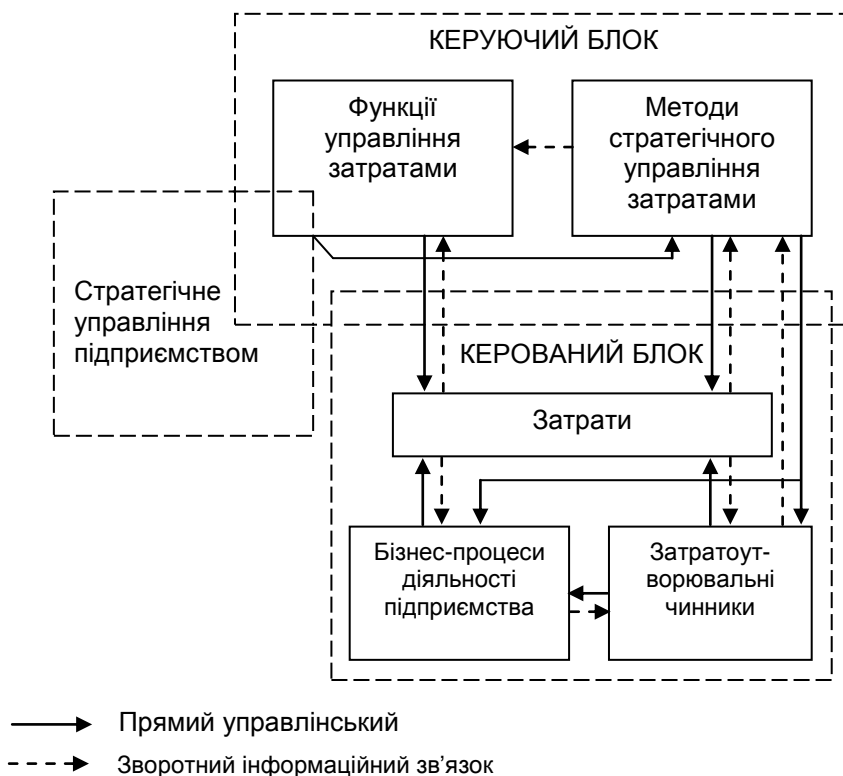 КЕРУЮЧИЙ БЛОК
Функції
управління
затратами
Методи
стратегічного
управління
затратами
Стратегічне
управління
підприємством
КЕРОВАНИЙ БЛОК
Затрати
Бізнес-процеси
діяльності
підприємства
Затратоут-
ворювальні
чинники
Прямий управлінський
Зворотний інформаційний зв'язок